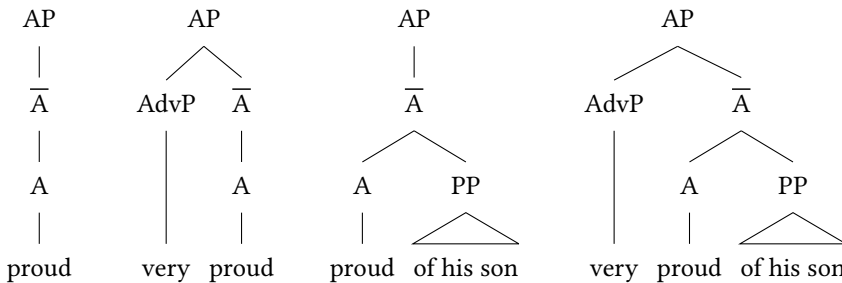 AP AP AP AP
A̅ AdvP A̅ A̅ AdvP A̅
A A A PP A PP
proud very proud proud of his son very proud of his son